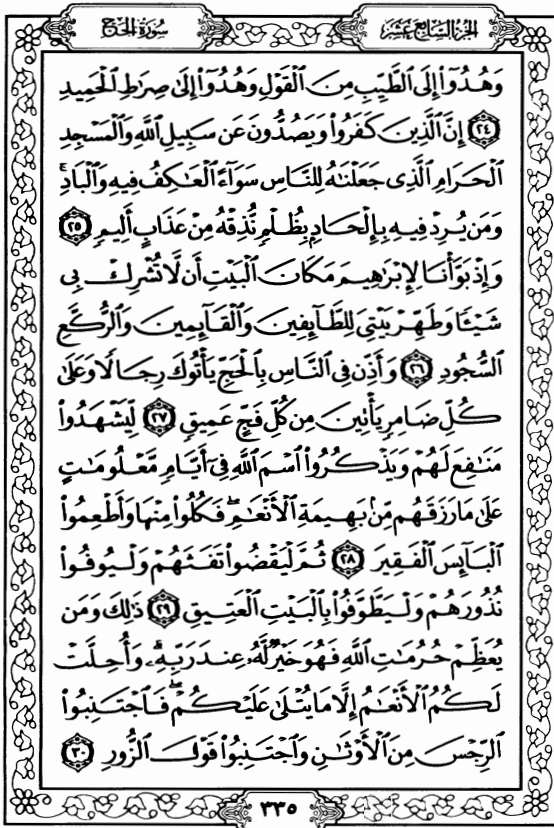 الجزء السابع عشر
سورة الحج
وَهُدُوٓا۟ إِلَى ٱلطَّيِّبِ مِنَ ٱلْقَوْلِ وَهُدُوٓا۟ إِلَىٰ صِرَٰطِ ٱلْحَمِيدِ
﴿٢٤﴾ إِنَّ ٱلَّذِينَ كَفَرُوا۟ وَيَصُدُّونَ عَن سَبِيلِ ٱللَّهِ وَٱلْمَسْجِدِ
ٱلْحَرَامِ ٱلَّذِى جَعَلْنَٰهُ لِلنَّاسِ سَوَآءً ٱلْعَٰكِفُ فِيهِ وَٱلْبَادِ ۚ
وَمَن يُرِدْ فِيهِ بِإِلْحَادٍۭ بِظُلْمٍ نُّذِقْهُ مِنْ عَذَابٍ أَلِيمٍ ﴿٢٥﴾
وَإِذْ بَوَّأْنَا لِإِبْرَٰهِيمَ مَكَانَ ٱلْبَيْتِ أَن لَّا تُشْرِكْ بِى
شَيْـًٔا وَطَهِّرْ بَيْتِىَ لِلطَّآئِفِينَ وَٱلْقَآئِمِينَ وَٱلرُّكَّعِ
ٱلسُّجُودِ ﴿٢٦﴾ وَأَذِّن فِى ٱلنَّاسِ بِٱلْحَجِّ يَأْتُوكَ رِجَالًا وَعَلَىٰ
كُلِّ ضَامِرٍ يَأْتِينَ مِن كُلِّ فَجٍّ عَمِيقٍ ﴿٢٧﴾ لِّيَشْهَدُوا۟
مَنَٰفِعَ لَهُمْ وَيَذْكُرُوا۟ ٱسْمَ ٱللَّهِ فِىٓ أَيَّامٍ مَّعْلُومَٰتٍ
عَلَىٰ مَا رَزَقَهُم مِّنۢ بَهِيمَةِ ٱلْأَنْعَٰمِ ۖ فَكُلُوا۟ مِنْهَا وَأَطْعِمُوا۟
ٱلْبَآئِسَ ٱلْفَقِيرَ ﴿٢٨﴾ ثُمَّ لْيَقْضُوا۟ تَفَثَهُمْ وَلْيُوفُوا۟
نُذُورَهُمْ وَلْيَطَّوَّفُوا۟ بِٱلْبَيْتِ ٱلْعَتِيقِ ﴿٢٩﴾ ذَٰلِكَ وَمَن
يُعَظِّمْ حُرُمَٰتِ ٱللَّهِ فَهُوَ خَيْرٌ لَّهُۥ عِندَ رَبِّهِۦ ۗ وَأُحِلَّتْ
لَكُمُ ٱلْأَنْعَٰمُ إِلَّا مَا يُتْلَىٰ عَلَيْكُمْ ۖ فَٱجْتَنِبُوا۟
ٱلرِّجْسَ مِنَ ٱلْأَوْثَٰنِ وَٱجْتَنِبُوا۟ قَوْلَ ٱلزُّورِ ﴿٣٠﴾
٣٣٥